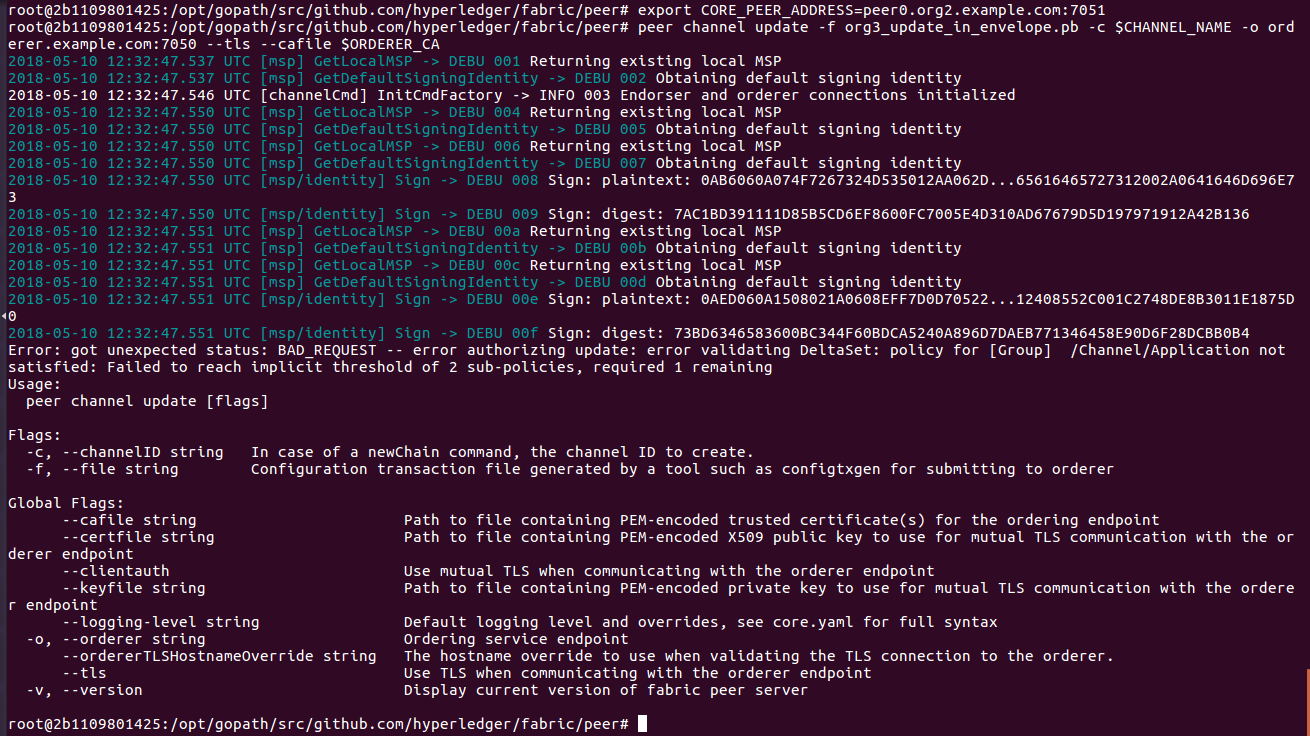 root@2b1109801425:/opt/gopath/src/github.com/hyperledger/fabric/peer# export CORE_PEER_ADDRESS=peer0.org2.example.com:7051
root@2b1109801425:/opt/gopath/src/github.com/hyperledger/fabric/peer# peer channel update -f org3_update_in_envelope.pb -c $CHANNEL_NAME -o ord
erer.example.com:7050 --tls --cafile $ORDERER_CA
2018-05-10 12:32:47.537 UTC [msp] GetLocalMSP -> DEBU 001 Returning existing local MSP
2018-05-10 12:32:47.537 UTC [msp] GetDefaultSigningIdentity -> DEBU 002 Obtaining default signing identity
2018-05-10 12:32:47.546 UTC [channelCmd] InitCmdFactory -> INFO 003 Endorser and orderer connections initialized
2018-05-10 12:32:47.550 UTC [msp] GetLocalMSP -> DEBU 004 Returning existing local MSP
2018-05-10 12:32:47.550 UTC [msp] GetDefaultSigningIdentity -> DEBU 005 Obtaining default signing identity
2018-05-10 12:32:47.550 UTC [msp] GetLocalMSP -> DEBU 006 Returning existing local MSP
2018-05-10 12:32:47.550 UTC [msp] GetDefaultSigningIdentity -> DEBU 007 Obtaining default signing identity
2018-05-10 12:32:47.550 UTC [msp/identity] Sign -> DEBU 008 Sign: plaintext: 0AB6060A074F7267324D535012AA062D...65616465727312002A0641646D696E7
3
2018-05-10 12:32:47.550 UTC [msp/identity] Sign -> DEBU 009 Sign: digest: 7AC1BD391111D85B5CD6EF8600FC7005E4D310AD67679D5D197971912A42B136
2018-05-10 12:32:47.551 UTC [msp] GetLocalMSP -> DEBU 00a Returning existing local MSP
2018-05-10 12:32:47.551 UTC [msp] GetDefaultSigningIdentity -> DEBU 00b Obtaining default signing identity
2018-05-10 12:32:47.551 UTC [msp] GetLocalMSP -> DEBU 00c Returning existing local MSP
2018-05-10 12:32:47.551 UTC [msp] GetDefaultSigningIdentity -> DEBU 00d Obtaining default signing identity
2018-05-10 12:32:47.551 UTC [msp/identity] Sign -> DEBU 00e Sign: plaintext: 0AED060A1508021A0608EFF7D0D70522...12408552C001C2748DE8B3011E1875D
0
2018-05-10 12:32:47.551 UTC [msp/identity] Sign -> DEBU 00f Sign: digest: 73BD6346583600BC344F60BDCA5240A896D7DAEB771346458E90D6F28DCBB0B4
Error: got unexpected status: BAD_REQUEST -- error authorizing update: error validating DeltaSet: policy for [Group]  /Channel/Application not
satisfied: Failed to reach implicit threshold of 2 sub-policies, required 1 remaining
Usage:
  peer channel update [flags]

Flags:
  -c, --channelID string   In case of a newChain command, the channel ID to create.
  -f, --file string        Configuration transaction file generated by a tool such as configtxgen for submitting to orderer

Global Flags:
      --cafile string                       Path to file containing PEM-encoded trusted certificate(s) for the ordering endpoint
      --certfile string                     Path to file containing PEM-encoded X509 public key to use for mutual TLS communication with the or
derer endpoint
      --clientauth                          Use mutual TLS when communicating with the orderer endpoint
      --keyfile string                      Path to file containing PEM-encoded private key to use for mutual TLS communication with the ordere
r endpoint
      --logging-level string                Default logging level and overrides, see core.yaml for full syntax
  -o, --orderer string                      Ordering service endpoint
      --ordererTLSHostnameOverride string   The hostname override to use when validating the TLS connection to the orderer.
      --tls                                 Use TLS when communicating with the orderer endpoint
  -v, --version                             Display current version of fabric peer server

root@2b1109801425:/opt/gopath/src/github.com/hyperledger/fabric/peer#